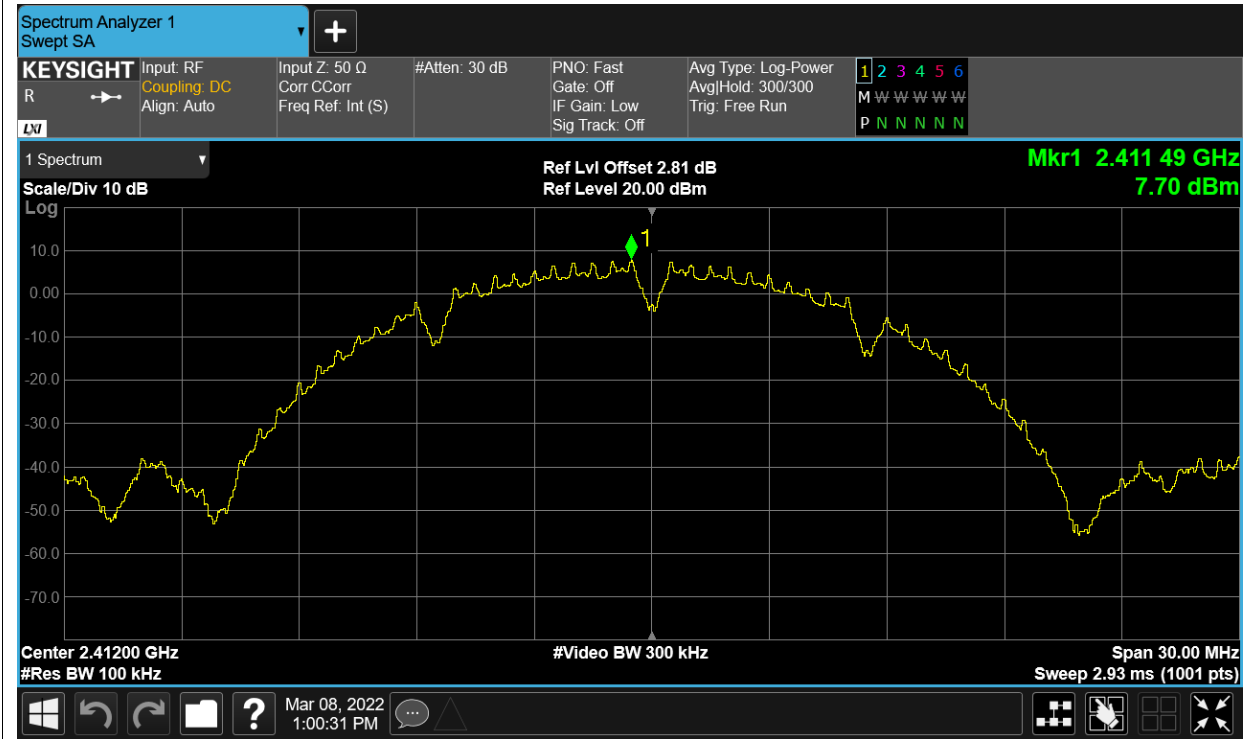 Spectrum Analyzer 1
Swept SA
KEYSIGHT
R
LXI
Input: RF
Coupling: DC
Align: Auto
Input Z: 50 Ω
Corr CCorr
Freq Ref: Int (S)
#Atten: 30 dB
PNO: Fast
Gate: Off
IF Gain: Low
Sig Track: Off
Avg Type: Log-Power
Avg|Hold: 300/300
Trig: Free Run
1 2 3 4 5 6
M W W W W W
P N N N N N
1 Spectrum
Scale/Div 10 dB
Ref Lvl Offset 2.81 dB
Ref Level 20.00 dBm
Mkr1 2.411 49 GHz
7.70 dBm
Log
1
10.0
0.00
-10.0
-20.0
-30.0
-40.0
-50.0
-60.0
-70.0
Center 2.41200 GHz
#Res BW 100 kHz
#Video BW 300 kHz
Span 30.00 MHz
Sweep 2.93 ms (1001 pts)
?
Mar 08, 2022
1:00:31 PM